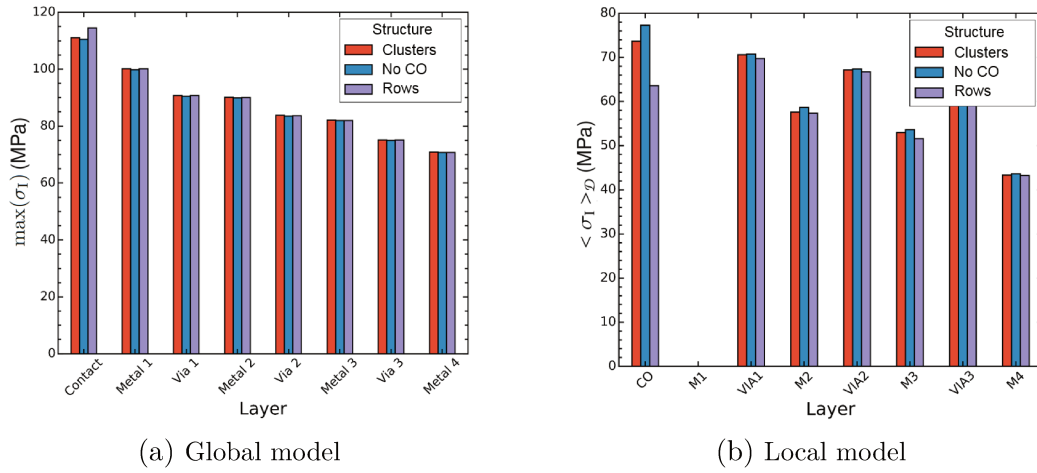 120
100
80
60
40
20
0
max(σI) (MPa)
Structure
Clusters
No CO
Rows
Contact
Metal 1
Via 1
Metal 2
Via 2
Metal 3
Via 3
Metal 4
Layer
(a) Global model
80
70
60
50
40
30
20
10
0
< σI >𝒟 (MPa)
Structure
Clusters
No CO
Rows
CO
M1
VIA1
M2
VIA2
M3
VIA3
M4
Layer
(b) Local model